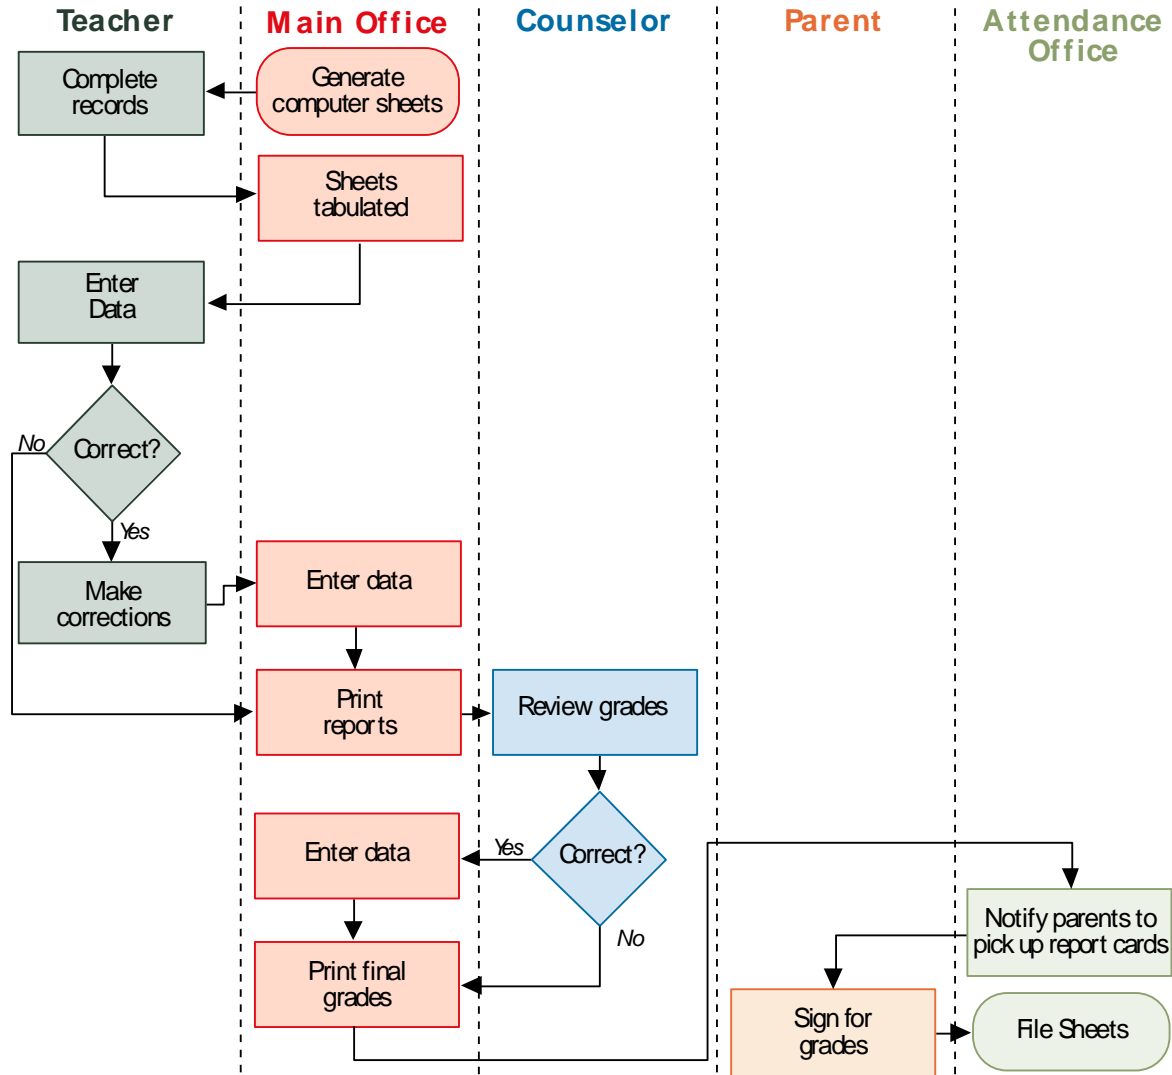 Teacher
Main Office
Counselor
Parent
Attendance
Office
Complete
records
Generate
computer sheets
Sheets
tabulated
Enter
Data
No
Correct?
Yes
Make
corrections
Enter data
Print
reports
Review grades
Enter data
Yes
Correct?
No
Notify parents to
pick up report cards
Print final
grades
Sign for
grades
File Sheets